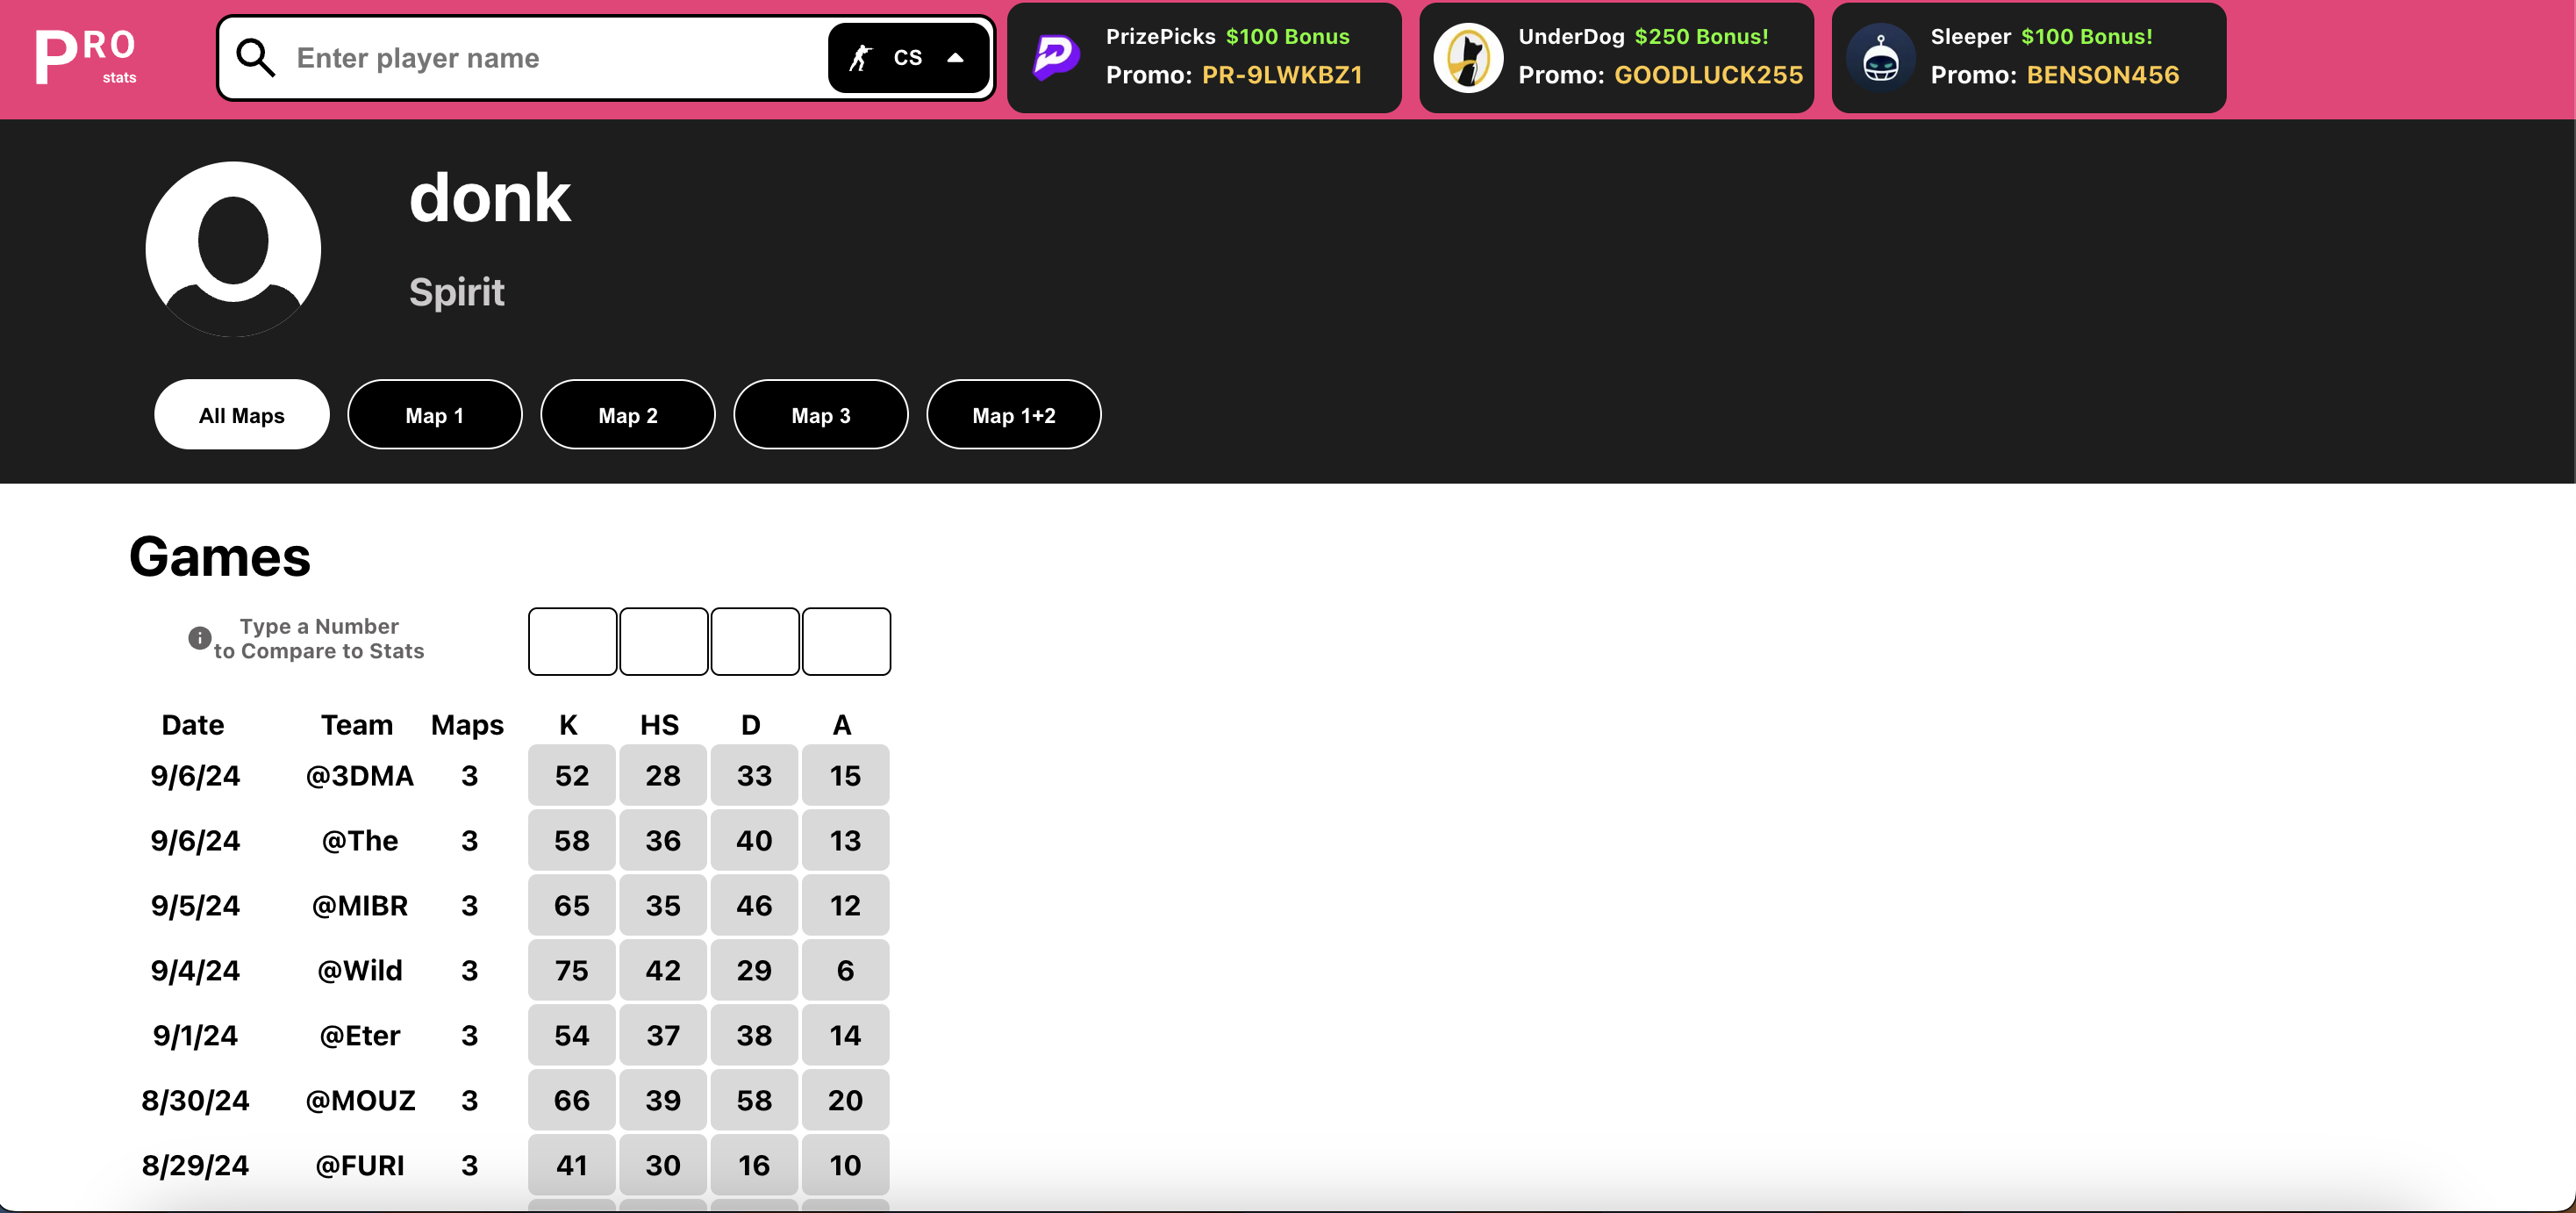 PRO
stats
Enter player name
CS
PrizePicks $100 Bonus
Promo: PR-9LWKBZ1
UnderDog $250 Bonus!
Promo: GOODLUCK255
Sleeper $100 Bonus!
Promo: BENSON456
donk
Spirit
All Maps Map 1 Map 2 Map 3 Map 1+2
Games
Type a Number
to Compare to Stats
Date Team Maps K HS D A
9/6/24 @3DMA 3 52 28 33 15
9/6/24 @The 3 58 36 40 13
9/5/24 @MIBR 3 65 35 46 12
9/4/24 @Wild 3 75 42 29 6
9/1/24 @Eter 3 54 37 38 14
8/30/24 @MOUZ 3 66 39 58 20
8/29/24 @FURI 3 41 30 16 10